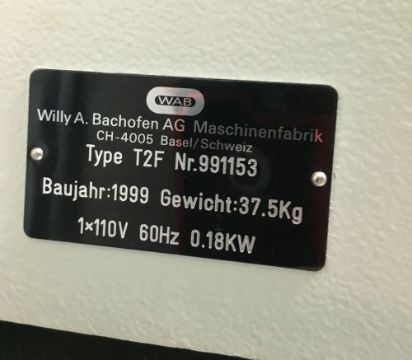 WAB
Willy A. Bachofen AG Maschinenfabrik
CH-4005 Basel/Schweiz
Type T2F Nr.991153
Baujahr:1999 Gewicht:37.5Kg
1×110V 60Hz 0.18KW